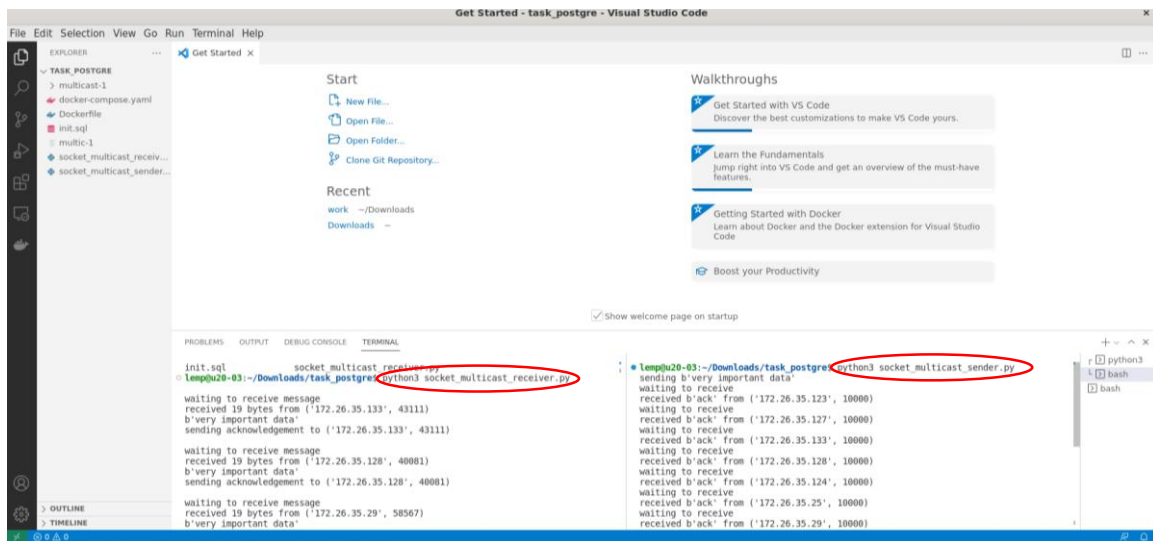 Get Started - task_postgre - Visual Studio Code
File Edit Selection View Go Run Terminal Help
EXPLORER
Get Started
TASK_POSTGRE
multicast-1
docker-compose.yaml
Dockerfile
init.sql
multic-1
socket_multicast_receiv...
socket_multicast_sender...
OUTLINE
TIMELINE
Start
New File...
Open File...
Open Folder...
Clone Git Repository...
Recent
work ~/Downloads
Downloads ~
Walkthroughs
Get Started with VS Code
Discover the best customizations to make VS Code yours.
Learn the Fundamentals
Jump right into VS Code and get an overview of the must-have
features.
Getting Started with Docker
Learn about Docker and the Docker extension for Visual Studio
Code
Boost your Productivity
Show welcome page on startup
PROBLEMS OUTPUT DEBUG CONSOLE TERMINAL
init.sql socket_multicast_receiver.py
lemp@u20-03:~/Downloads/task_postgre$ python3 socket_multicast_receiver.py
waiting to receive message
received 19 bytes from ('172.26.35.133', 43111)
b'very important data'
sending acknowledgement to ('172.26.35.133', 43111)
waiting to receive message
received 19 bytes from ('172.26.35.128', 40081)
b'very important data'
sending acknowledgement to ('172.26.35.128', 40081)
waiting to receive message
received 19 bytes from ('172.26.35.29', 58567)
b'very important data'
lemp@u20-03:~/Downloads/task_postgre$ python3 socket_multicast_sender.py
sending b'very important data'
waiting to receive
received b'ack' from ('172.26.35.123', 10000)
waiting to receive
received b'ack' from ('172.26.35.127', 10000)
waiting to receive
received b'ack' from ('172.26.35.133', 10000)
waiting to receive
received b'ack' from ('172.26.35.128', 10000)
waiting to receive
received b'ack' from ('172.26.35.124', 10000)
waiting to receive
received b'ack' from ('172.26.35.25', 10000)
waiting to receive
received b'ack' from ('172.26.35.29', 10000)
python3
bash
bash
0 0 0